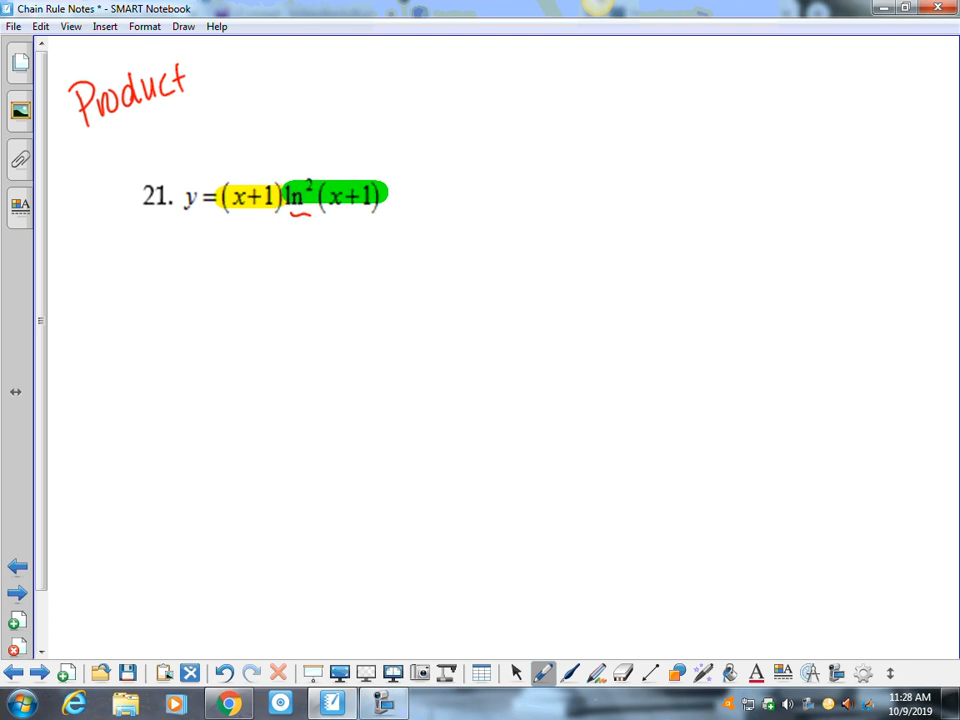 Chain Rule Notes * - SMART Notebook
File Edit View Insert Format Draw Help
Product
21. y = (x+1)ln²(x+1)
11:28 AM
10/9/2019